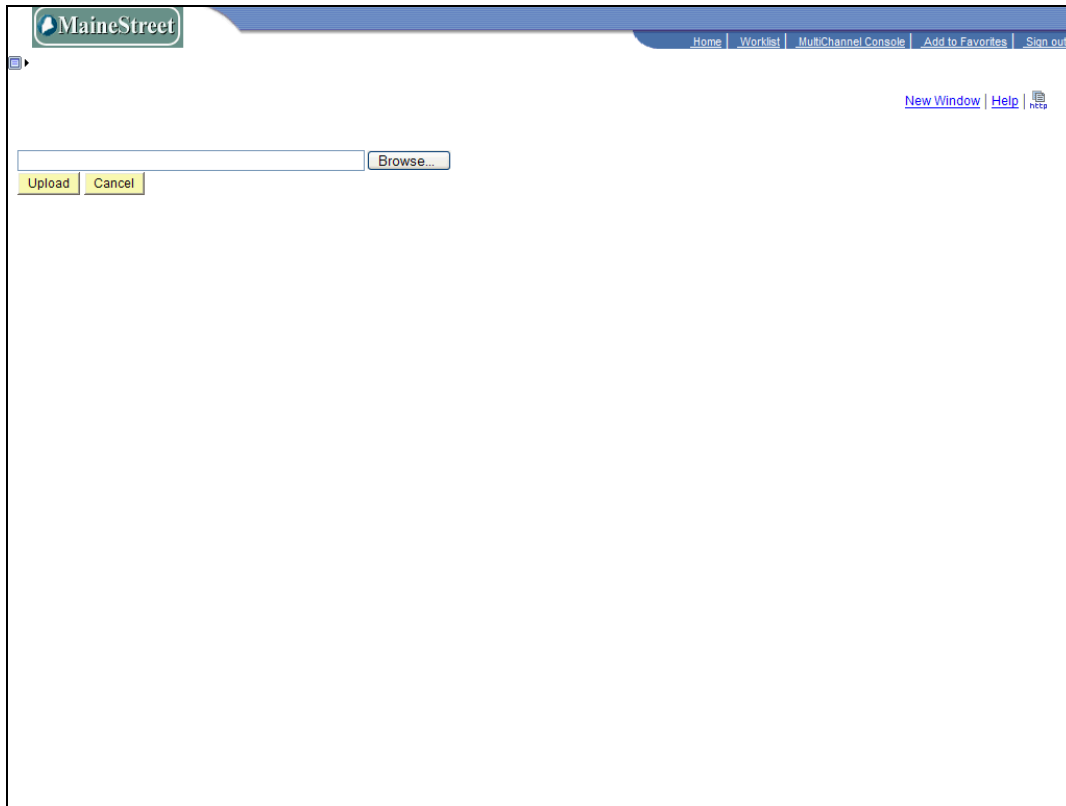 MaineStreet
Home | Worklist | MultiChannel Console | Add to Favorites | Sign out
New Window | Help | http
Browse...
Upload Cancel